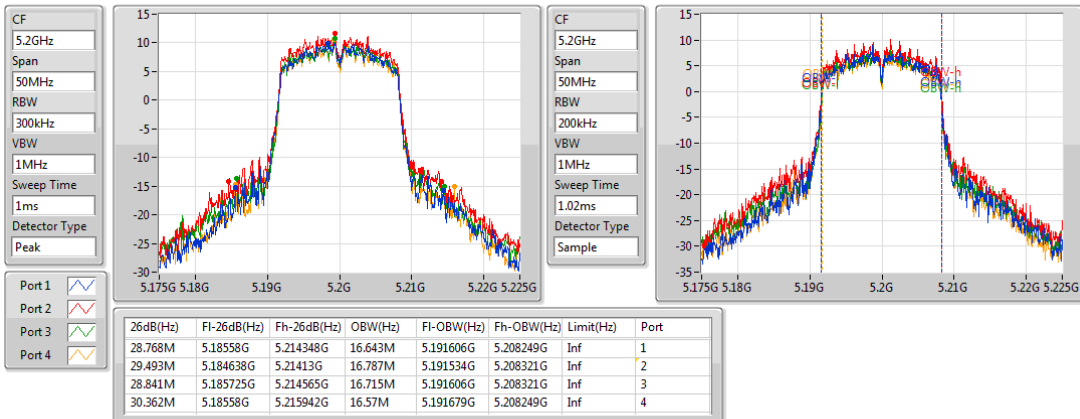 CF
5.2GHz
Span
50MHz
RBW
300kHz
VBW
1MHz
Sweep Time
1ms
Detector Type
Peak
15
10
5
0
-5
-10
-15
-20
-25
-30
5.175G 5.18G 5.19G 5.2G 5.21G 5.22G 5.225G
CF
5.2GHz
Span
50MHz
RBW
200kHz
VBW
1MHz
Sweep Time
1.02ms
Detector Type
Sample
15
10
5
0
-5
-10
-15
-20
-25
-30
-35
5.175G 5.18G 5.19G 5.2G 5.21G 5.22G 5.225G
Port 1
Port 2
Port 3
Port 4
26dB(Hz) Fl-26dB(Hz) Fh-26dB(Hz) OBW(Hz) Fl-OBW(Hz) Fh-OBW(Hz) Limit(Hz) Port
28.768M 5.18558G 5.214348G 16.643M 5.191606G 5.208249G Inf 1
29.493M 5.184638G 5.21413G 16.787M 5.191534G 5.208321G Inf 2
28.841M 5.185725G 5.214565G 16.715M 5.191606G 5.208321G Inf 3
30.362M 5.18558G 5.215942G 16.57M 5.191679G 5.208249G Inf 4